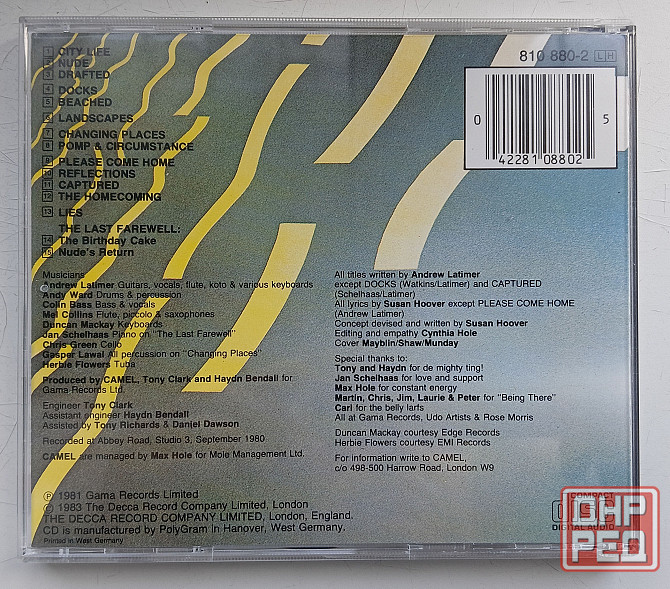 1 CITY LIFE
2 NUDE
3 DRAFTED
4 DOCKS
5 BEACHED
6 LANDSCAPES
7 CHANGING PLACES
8 POMP & CIRCUMSTANCE
9 PLEASE COME HOME
10 REFLECTIONS
11 CAPTURED
12 THE HOMECOMING
13 LIES
THE LAST FAREWELL:
14 The Birthday Cake
15 Nude's Return
810 880-2 LH
0 42281 08802 5
Musicians
Andrew Latimer Guitars, vocals, flute, koto & various keyboards
Andy Ward Drums & percussion
Colin Bass Bass & vocals
Mel Collins Flute, piccolo & saxophones
Duncan Mackay Keyboards
Jan Schelhaas Piano on "The Last Farewell"
Chris Green Cello
Gasper Lawal All percussion on "Changing Places"
Herbie Flowers Tuba
Produced by CAMEL, Tony Clark and Haydn Bendall for
Gama Records Ltd.
Engineer Tony Clark
Assistant engineer Haydn Bendall
Assisted by Tony Richards & Daniel Dawson
Recorded at Abbey Road, Studio 3, September 1980
CAMEL are managed by Max Hole for Mole Management Ltd.
All titles written by Andrew Latimer
except DOCKS (Watkins/Latimer) and CAPTURED
(Schelhaas/Latimer)
All lyrics by Susan Hoover except PLEASE COME HOME
(Andrew Latimer)
Concept devised and written by Susan Hoover
Editing and empathy Cynthia Hole
Cover Mayblin/Shaw/Munday
Special thanks to:
Tony and Haydn for de mighty ting!
Jan Schelhaas for love and support
Max Hole for constant energy
Martin, Chris, Jim, Laurie & Peter for "Being There"
Carl for the belly larfs
All at Gama Records, Udo Artists & Rose Morris
Duncan Mackay courtesy Edge Records
Herbie Flowers courtesy EMI Records
For information write to CAMEL,
c/o 498-500 Harrow Road, London W9
℗ 1981 Gama Records Limited
© 1983 The Decca Record Company Limited, London
THE DECCA RECORD COMPANY LIMITED, London, England.
CD is manufactured by PolyGram in Hanover, West Germany.
Printed in West Germany
COMPACT
DIGITAL AUDIO